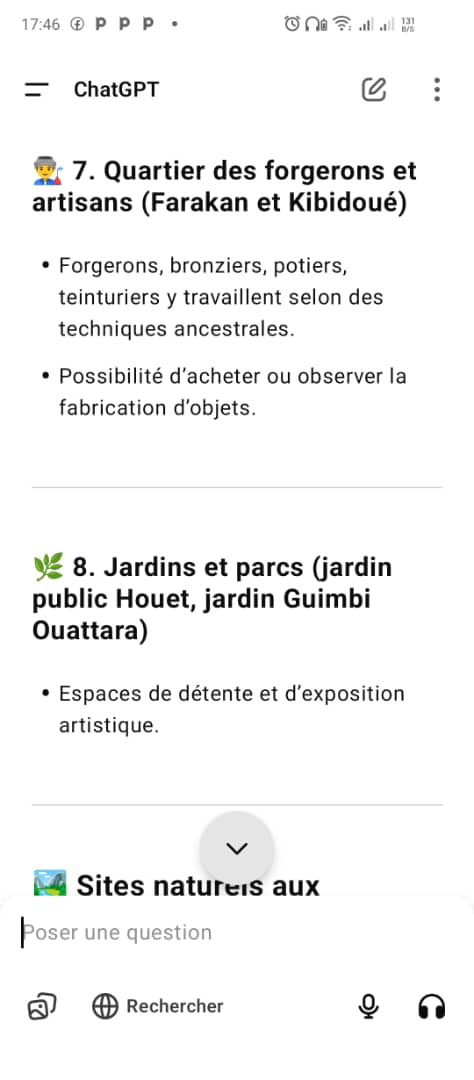 17:46 P P P
131
B/S
ChatGPT
7. Quartier des forgerons et
artisans (Farakan et Kibidoué)
• Forgerons, bronziers, potiers,
teinturiers y travaillent selon des
techniques ancestrales.
• Possibilité d’acheter ou observer la
fabrication d’objets.
8. Jardins et parcs (jardin
public Houet, jardin Guimbi
Ouattara)
• Espaces de détente et d’exposition
artistique.
Sites naturels aux
Poser une question
Rechercher